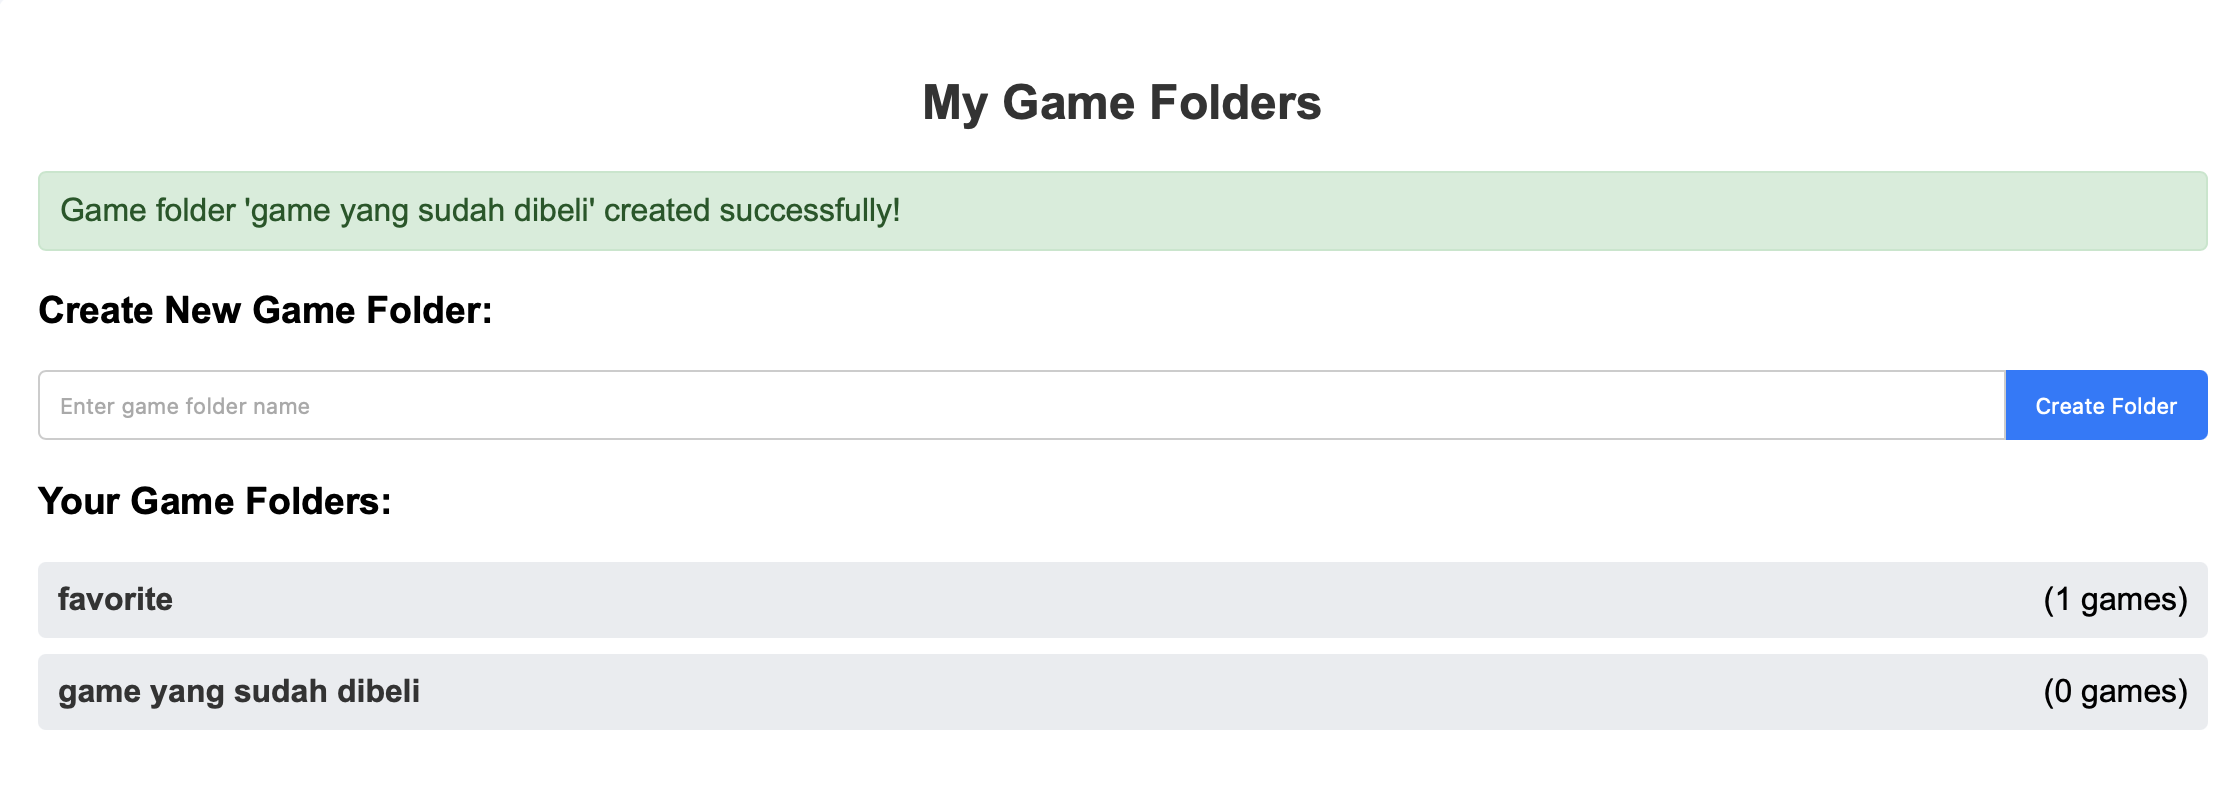 My Game Folders
Game folder 'game yang sudah dibeli' created successfully!
Create New Game Folder:
Enter game folder name
Create Folder
Your Game Folders:
favorite (1 games)
game yang sudah dibeli (0 games)